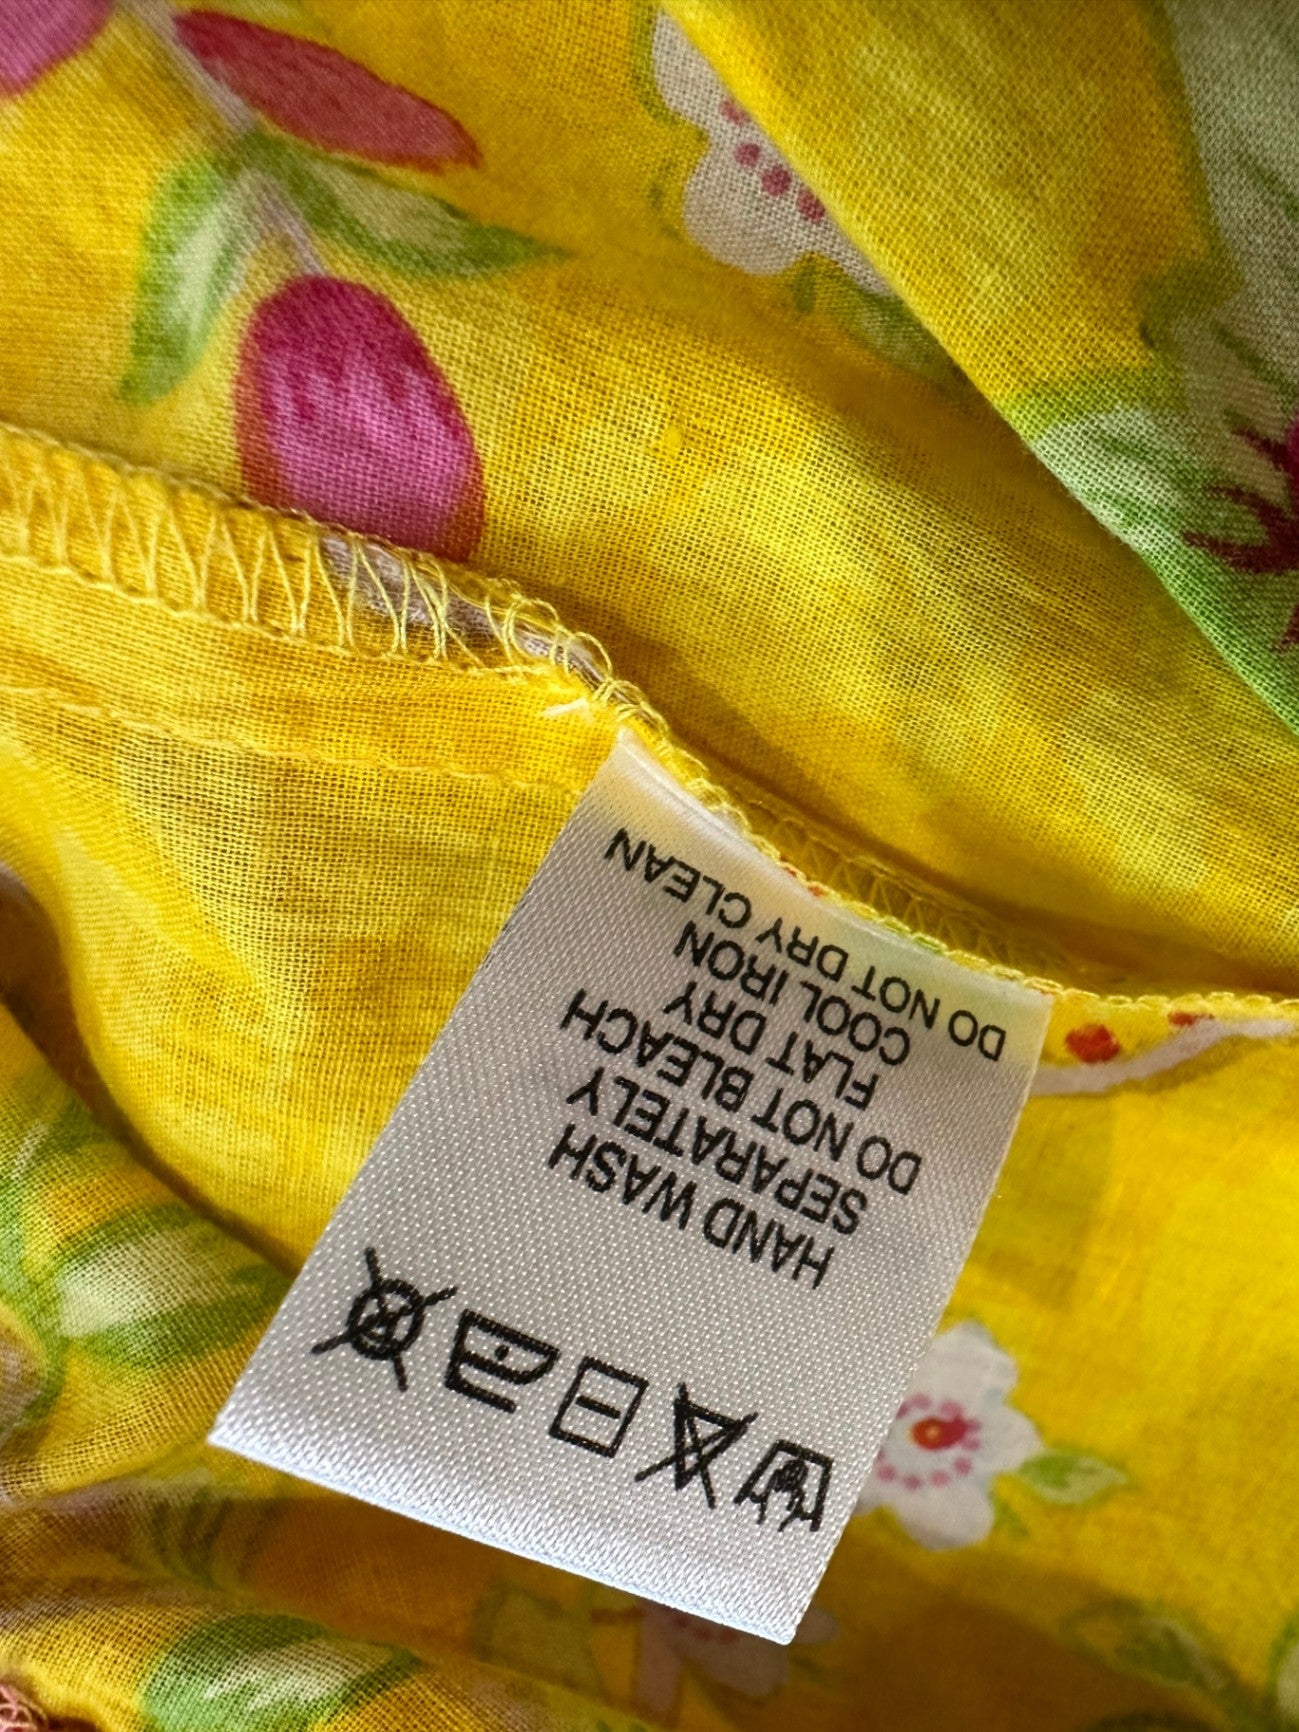 HAND WASH
SEPARATELY
DO NOT BLEACH
FLAT DRY
COOL IRON
DO NOT DRY CLEAN